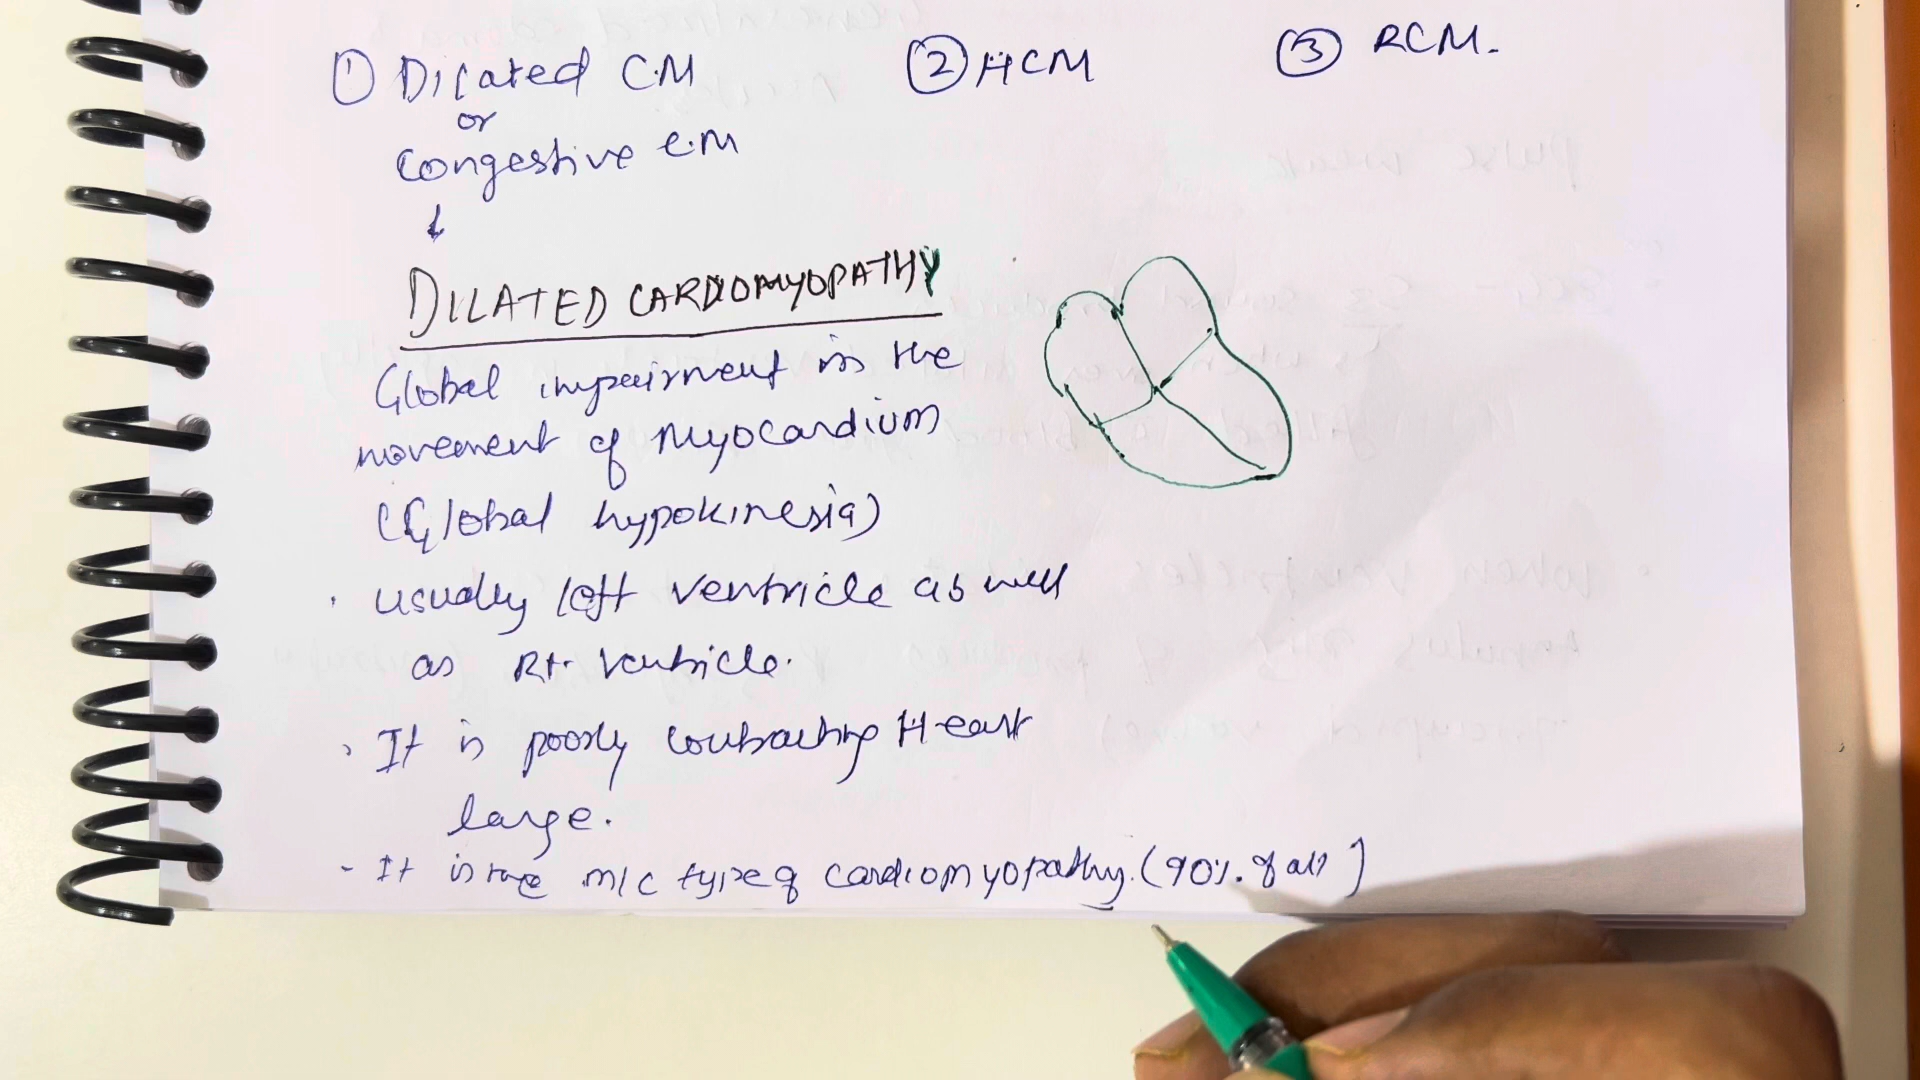 ① Dilated C.M ② HCM ③ RCM.
or
Congestive C.M
DILATED CARDIOMYOPATHY
Global impairment in the
movement of Myocardium
(Global hypokinesia)
· usually left ventricle as well
as Rt. ventricle.
· It is poorly contracting Heart
large.
- It is the m/c type of cardiomyopathy. (90%. of all)